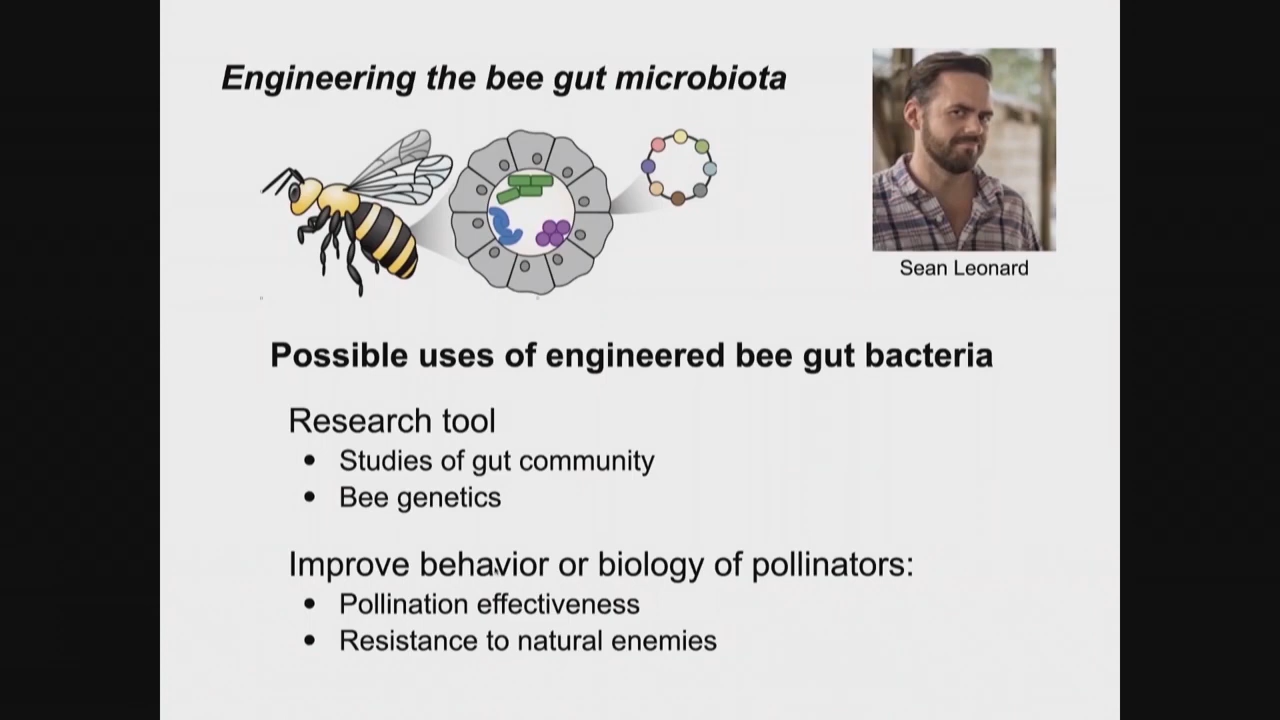 Engineering the bee gut microbiota
Sean Leonard
Possible uses of engineered bee gut bacteria
Research tool
• Studies of gut community
• Bee genetics
Improve behavior or biology of pollinators:
• Pollination effectiveness
• Resistance to natural enemies